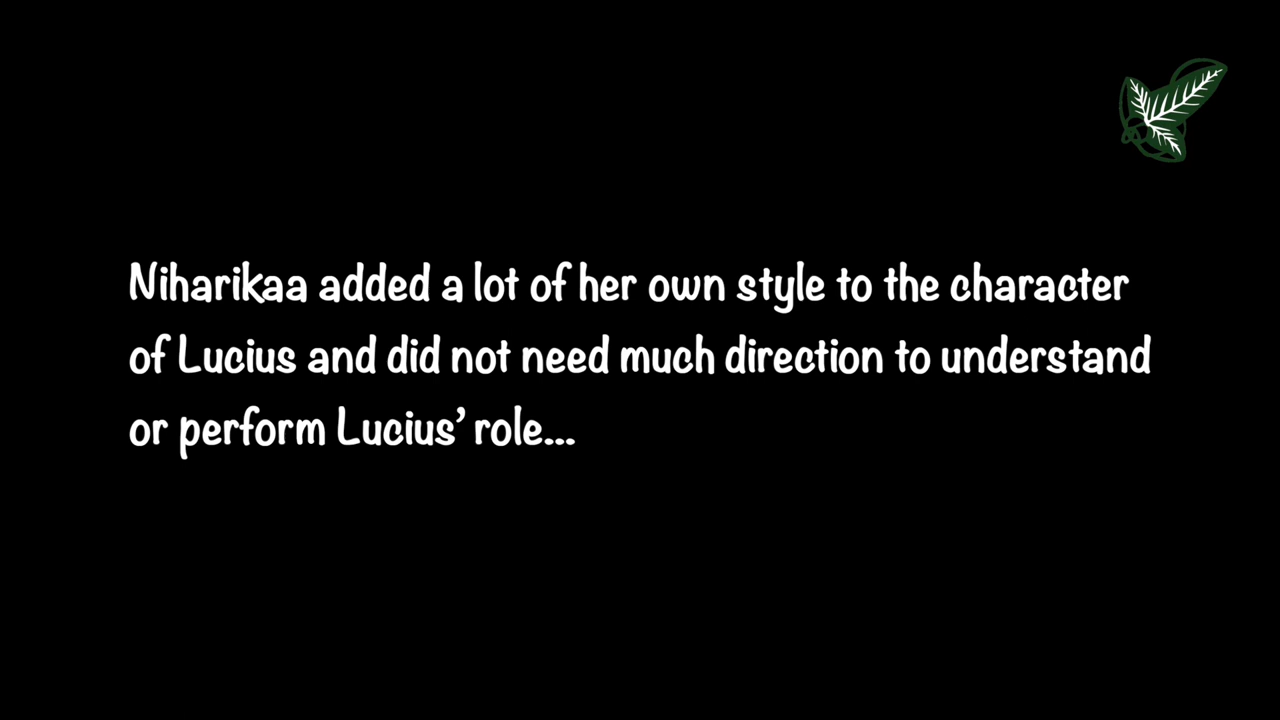 Niharikaa added a lot of her own style to the character
of Lucius and did not need much direction to understand
or perform Lucius’ role...